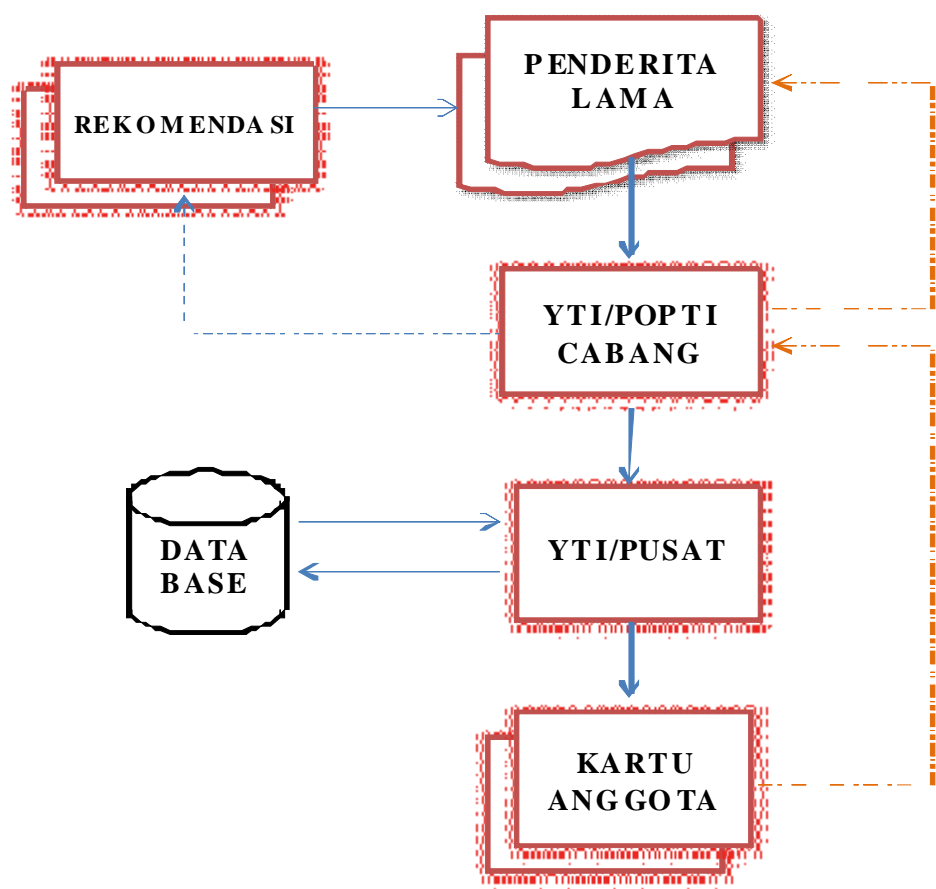 PENDERITA
LAMA
REKOMENDASI
YTI/POPTI
CABANG
DATA
BASE
YTI/PUSAT
KARTU
ANGGOTA